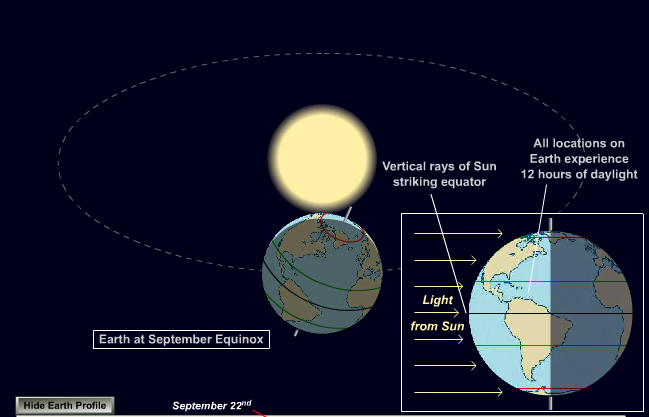 All locations on
Earth experience
12 hours of daylight
Vertical rays of Sun
striking equator
Light
from Sun
Earth at September Equinox
Hide Earth Profile
September 22nd